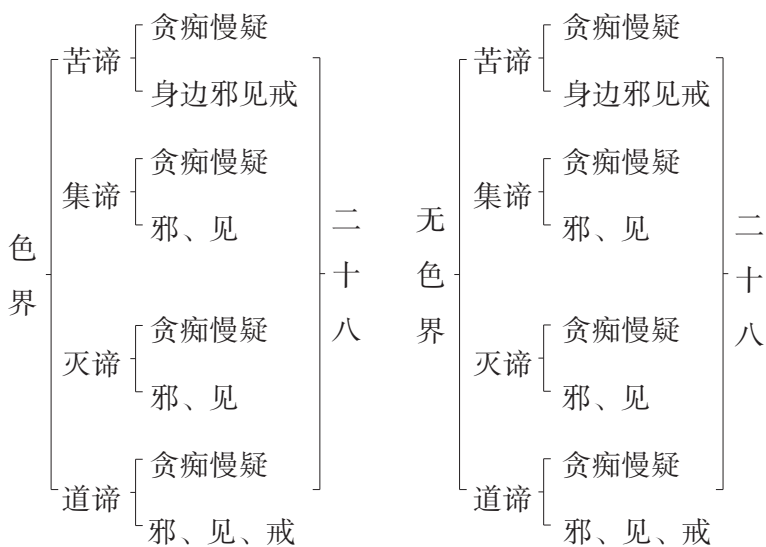 色界
苦谛
贪痴慢疑
身边邪见戒
集谛
贪痴慢疑
邪、见
灭谛
贪痴慢疑
邪、见
道谛
贪痴慢疑
邪、见、戒
二十八
无色界
苦谛
贪痴慢疑
身边邪见戒
集谛
贪痴慢疑
邪、见
灭谛
贪痴慢疑
邪、见
道谛
贪痴慢疑
邪、见、戒
二十八